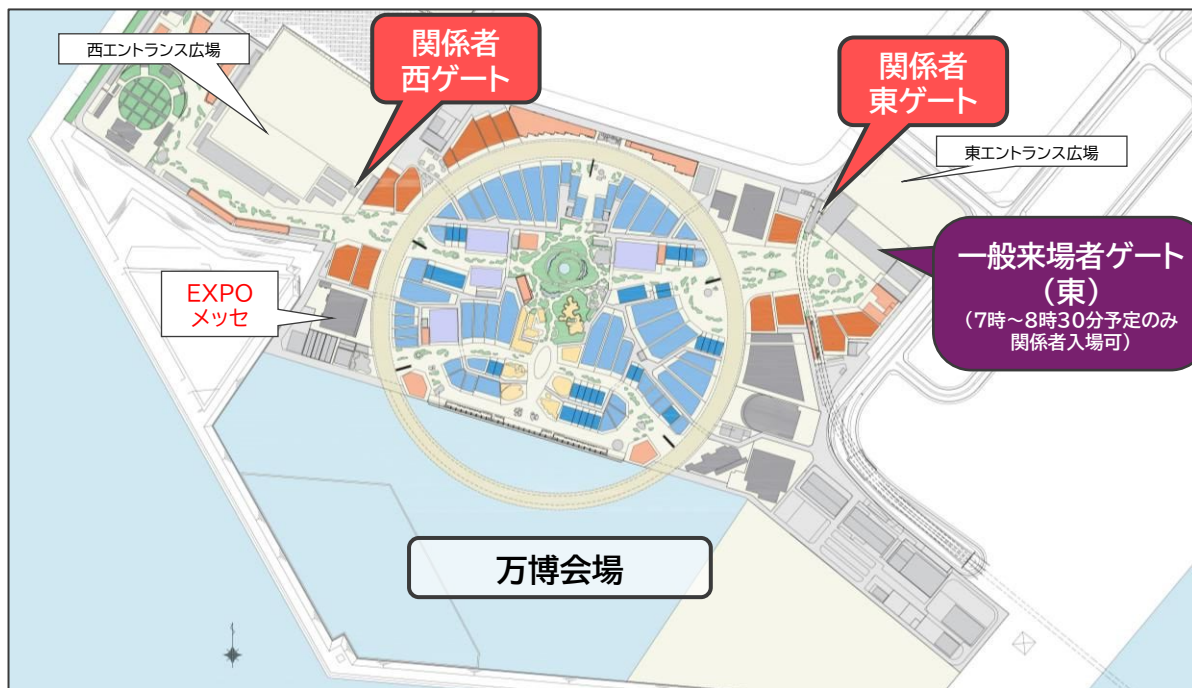 西エントランス広場
関係者
西ゲート
関係者
東ゲート
東エントランス広場
一般来場者ゲート
（東）
（7時～8時30分予定のみ
関係者入場可）
EXPO
メッセ
万博会場